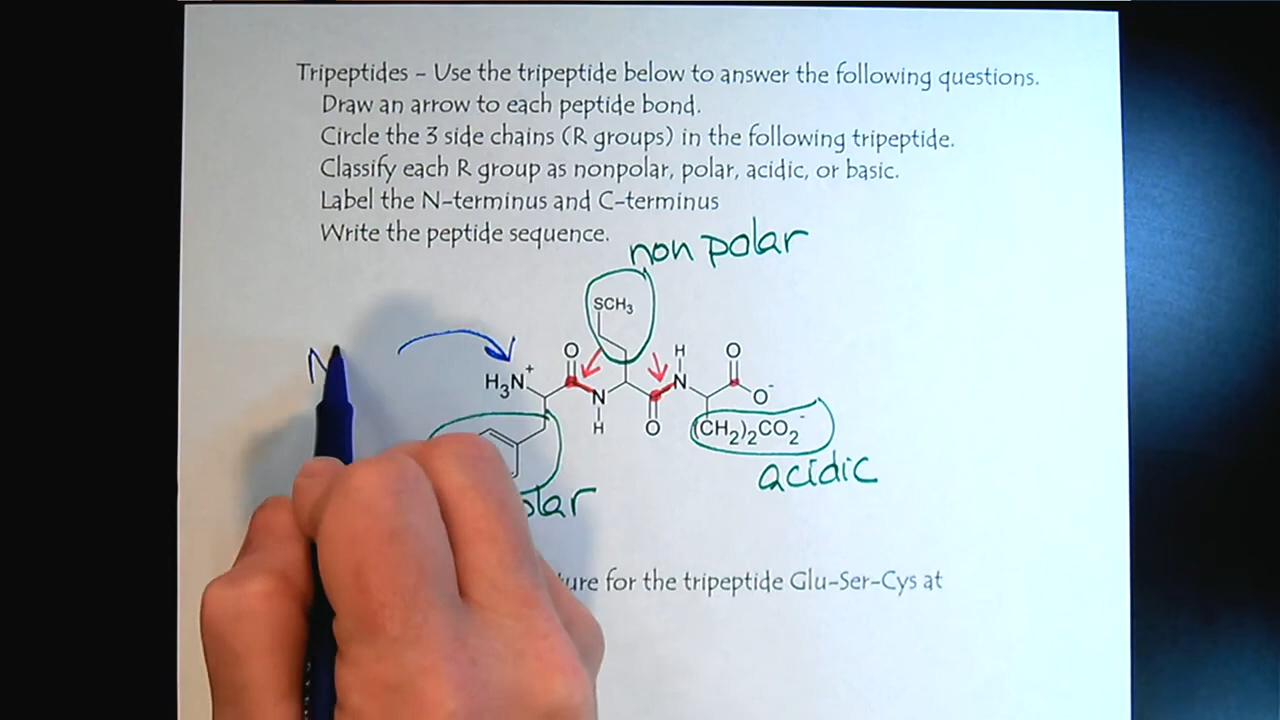 Tripeptides – Use the tripeptide below to answer the following questions.
Draw an arrow to each peptide bond.
Circle the 3 side chains (R groups) in the following tripeptide.
Classify each R group as nonpolar, polar, acidic, or basic.
Label the N-terminus and C-terminus
Write the peptide sequence.
non polar
SCH3
O H O
N H3N+ N O-
N
H O (CH2)2CO2-
acidic
for the tripeptide Glu-Ser-Cys at